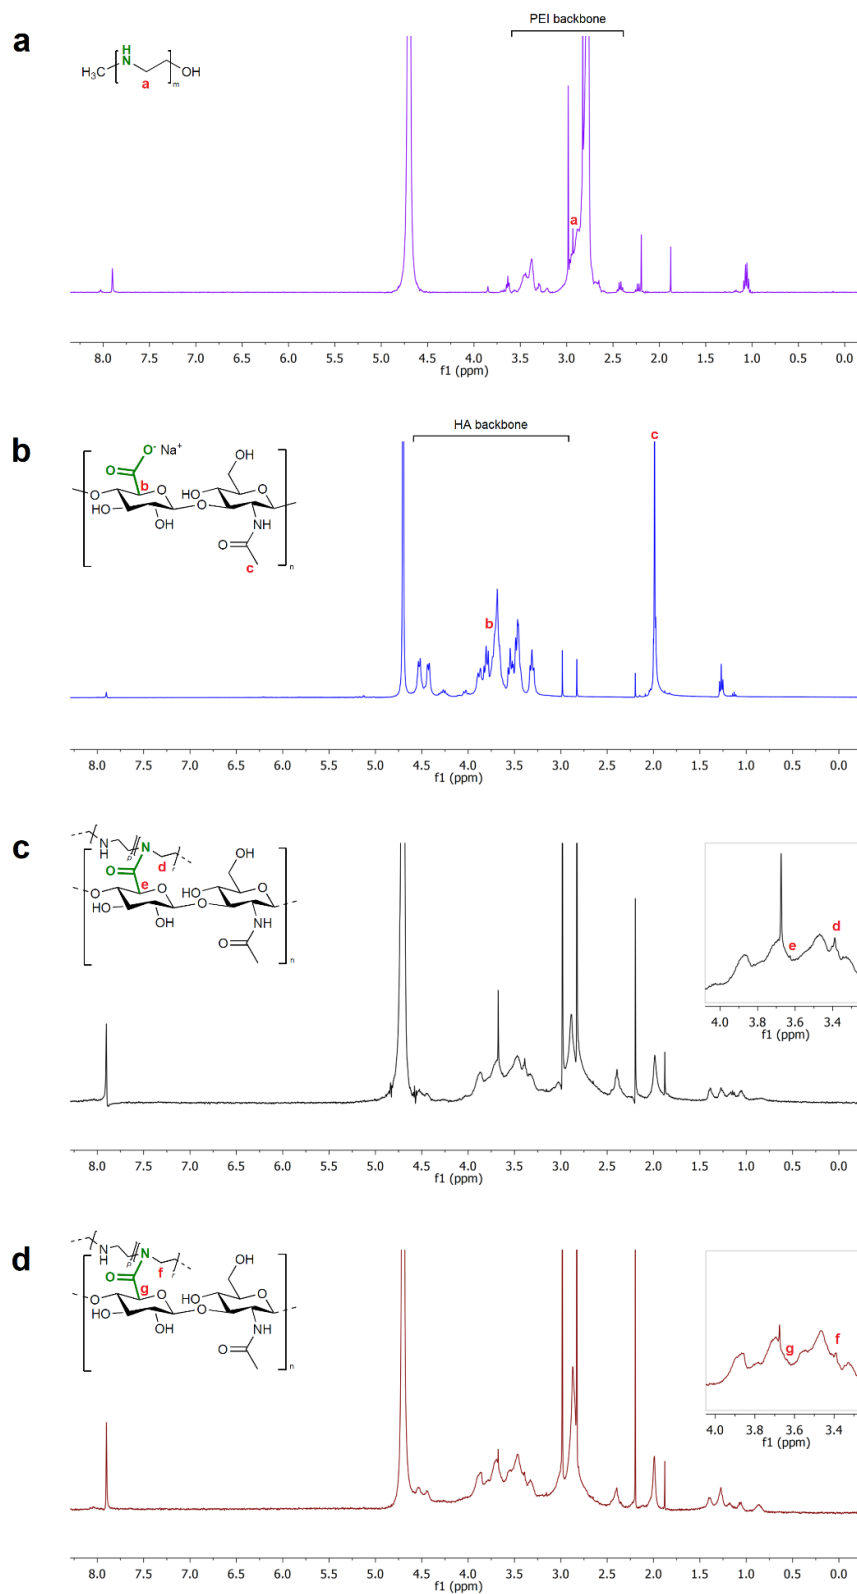 a
PEI backbone
H
N
H₃C
OH
a
m
a
8.0 7.5 7.0 6.5 6.0 5.5 5.0 4.5 4.0 3.5 3.0 2.5 2.0 1.5 1.0 0.5 0.0
f1 (ppm)
b
HA backbone
c
O⁻ Na⁺
O
b
OH
O
O
HO
OH
HO
O
O
NH
O
c
n
b
8.0 7.5 7.0 6.5 6.0 5.5 5.0 4.5 4.0 3.5 3.0 2.5 2.0 1.5 1.0 0.5 0.0
f1 (ppm)
c
N
H
p
N
d
r
O
e
OH
O
O
HO
OH
HO
O
O
NH
O
n
e
d
4.0 3.8 3.6 3.4
f1 (ppm)
8.0 7.5 7.0 6.5 6.0 5.5 5.0 4.5 4.0 3.5 3.0 2.5 2.0 1.5 1.0 0.5 0.0
f1 (ppm)
d
N
H
p
N
f
r
O
g
OH
O
O
HO
OH
HO
O
O
NH
O
n
g
f
4.0 3.8 3.6 3.4
f1 (ppm)
8.0 7.5 7.0 6.5 6.0 5.5 5.0 4.5 4.0 3.5 3.0 2.5 2.0 1.5 1.0 0.5 0.0
f1 (ppm)